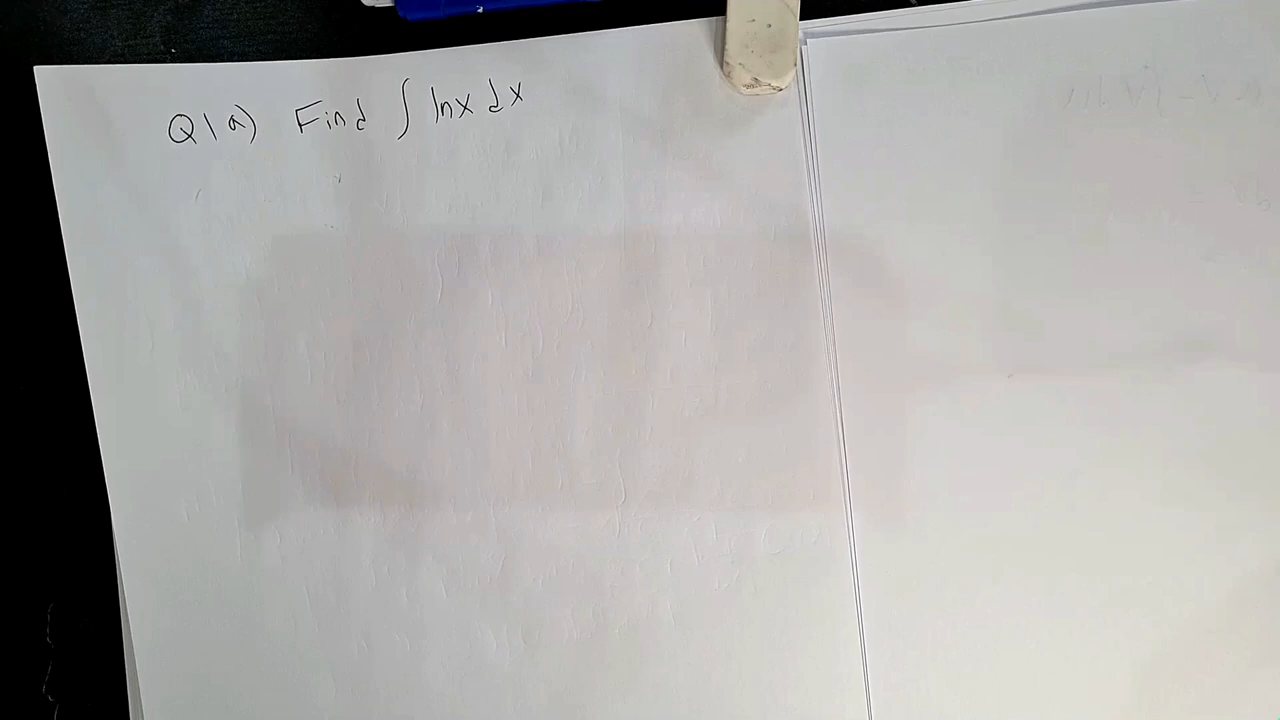 Q1a) Find ∫ lnx dx